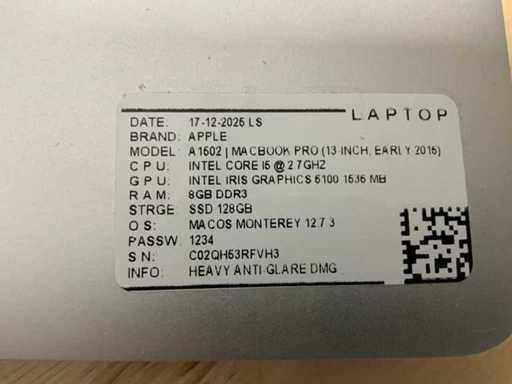 LAPTOP
DATE: 17-12-2025 LS
BRAND: APPLE
MODEL: A1502 | MACBOOK PRO (13-INCH, EARLY 2015)
CPU: INTEL CORE I5 @ 2.7GHZ
GPU: INTEL IRIS GRAPHICS 6100 1536 MB
RAM: 8GB DDR3
STRGE: SSD 128GB
OS: MACOS MONTEREY 12.7.3
PASSW: 1234
SN: C02QH53RFVH3
INFO: HEAVY ANTI-GLARE DMG